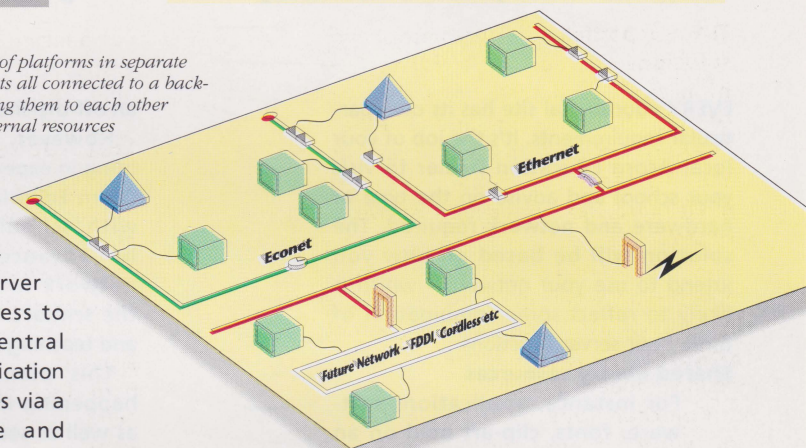 of platforms in separate
ts all connected to a back-
ng them to each other
ernal resources
Ethernet
Econet
Future Network – FDDI, Cordless etc
rver
ess to
entral
ication
s via a
e and